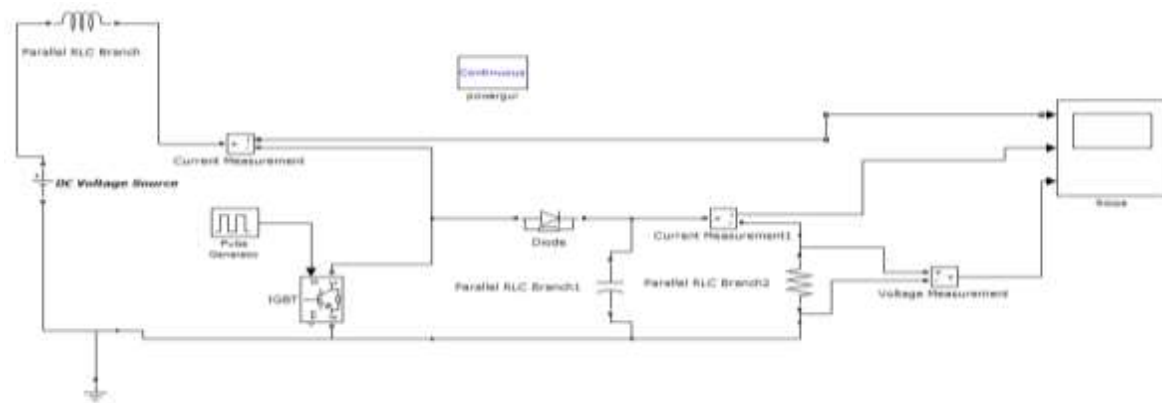 Parallel RLC Branch
Continuous
powergui
Current Measurement
DC Voltage Source
Pulse
Generator
IGBT
Diode
Current Measurement1
Parallel RLC Branch1
Parallel RLC Branch2
Voltage Measurement